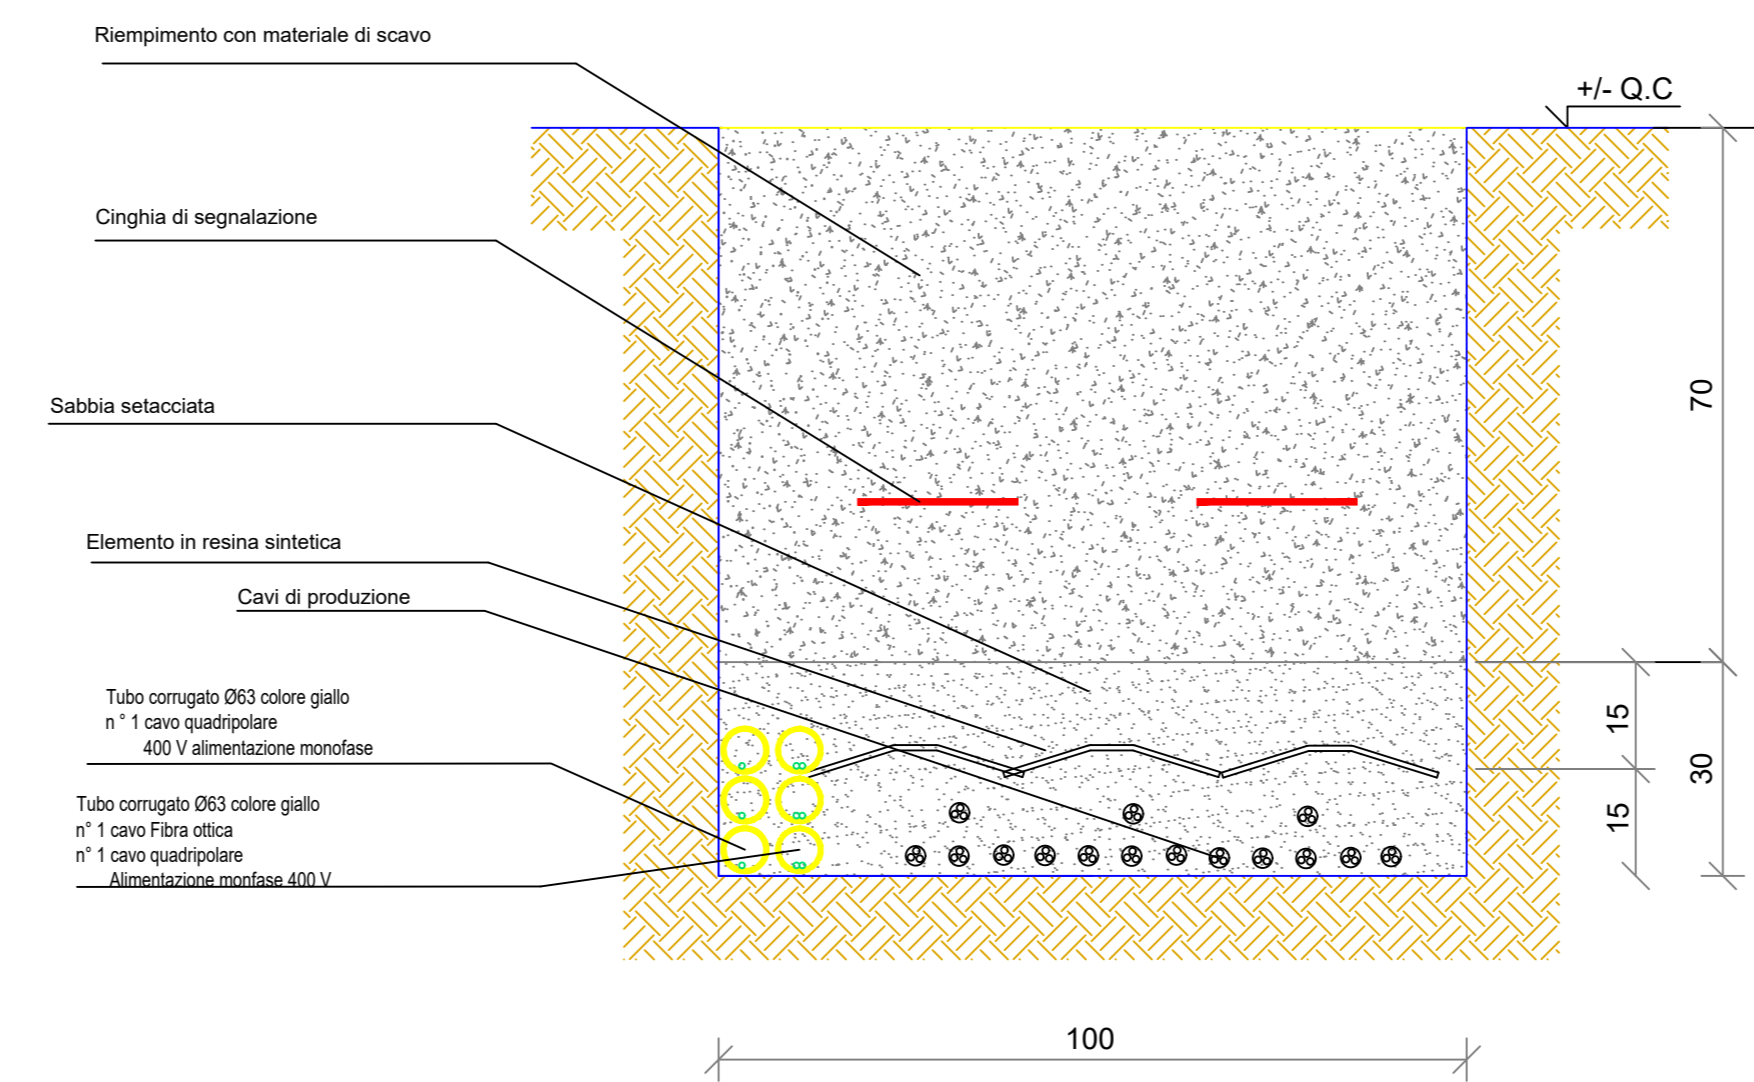 Riempimento con materiale di scavo
+/- Q.C
Cinghia di segnalazione
70
Sabbia setacciata
Elemento in resina sintetica
Cavi di produzione
Tubo corrugato Ø63 colore giallo
n ° 1 cavo quadripolare
400 V alimentazione monofase
15
30
Tubo corrugato Ø63 colore giallo
n° 1 cavo Fibra ottica
n° 1 cavo quadripolare
Alimentazione monfase 400 V
15
100